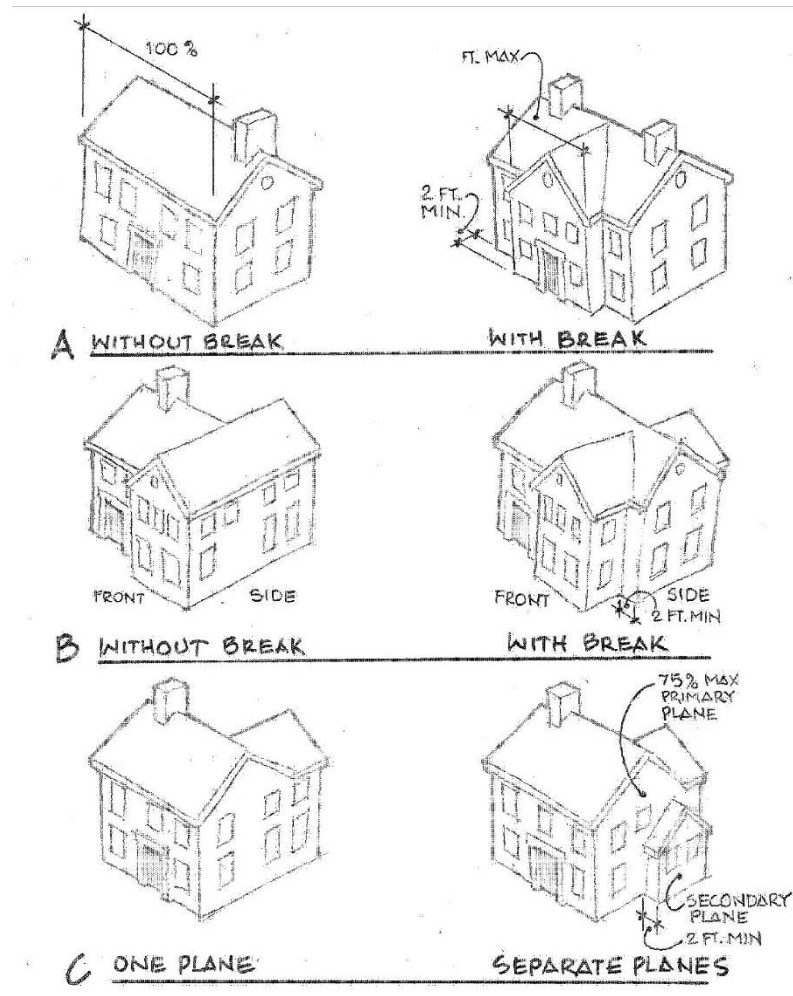 100%
FT. MAX
2 FT.
MIN.
A WITHOUT BREAK
WITH BREAK
FRONT
SIDE
FRONT
SIDE
2 FT. MIN
B WITHOUT BREAK
WITH BREAK
75% MAX
PRIMARY
PLANE
SECONDARY
PLANE
2 FT. MIN
C ONE PLANE
SEPARATE PLANES